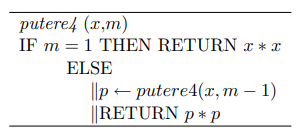 putere4 (x,m)
IF m = 1 THEN RETURN x ∗ x
ELSE
‖p ← putere4(x, m − 1)
‖RETURN p ∗ p